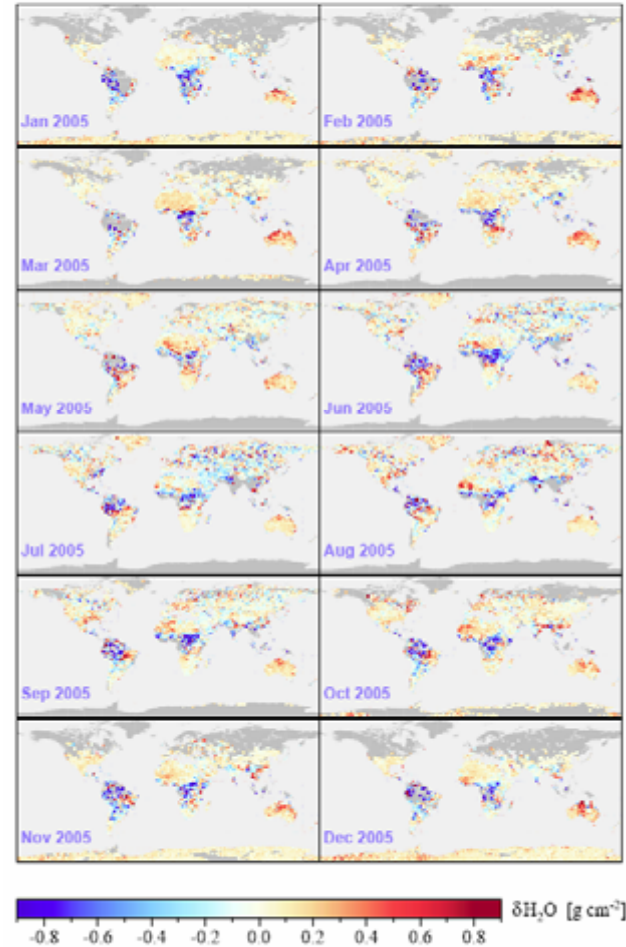 Jan 2005
Feb 2005
Mar 2005
Apr 2005
May 2005
Jun 2005
Jul 2005
Aug 2005
Sep 2005
Oct 2005
Nov 2005
Dec 2005
δH₂O [g cm⁻²]
-0.8 -0.6 -0.4 -0.2 0.0 0.2 0.4 0.6 0.8